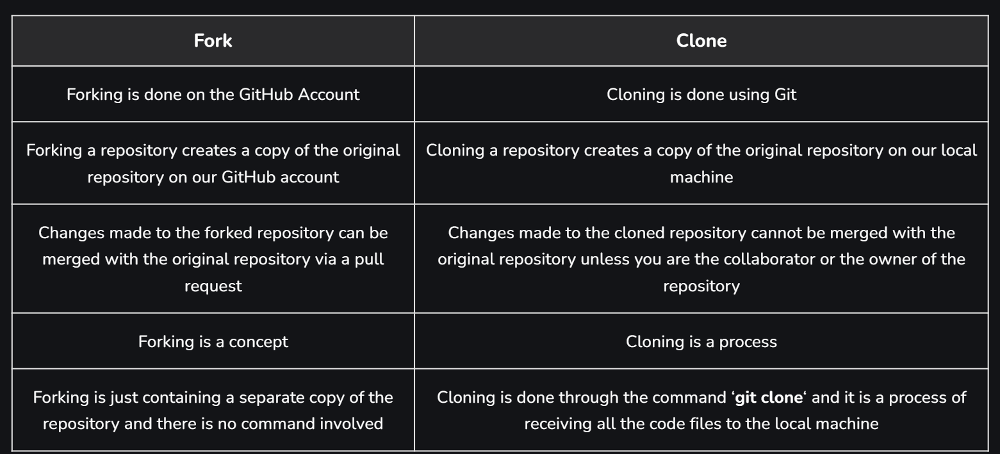 Fork
Clone
Forking is done on the GitHub Account
Cloning is done using Git
Forking a repository creates a copy of the original
repository on our GitHub account
Cloning a repository creates a copy of the original repository on our local
machine
Changes made to the forked repository can be
merged with the original repository via a pull
request
Changes made to the cloned repository cannot be merged with the
original repository unless you are the collaborator or the owner of the
repository
Forking is a concept
Cloning is a process
Forking is just containing a separate copy of the
repository and there is no command involved
Cloning is done through the command ‘git clone‘ and it is a process of
receiving all the code files to the local machine